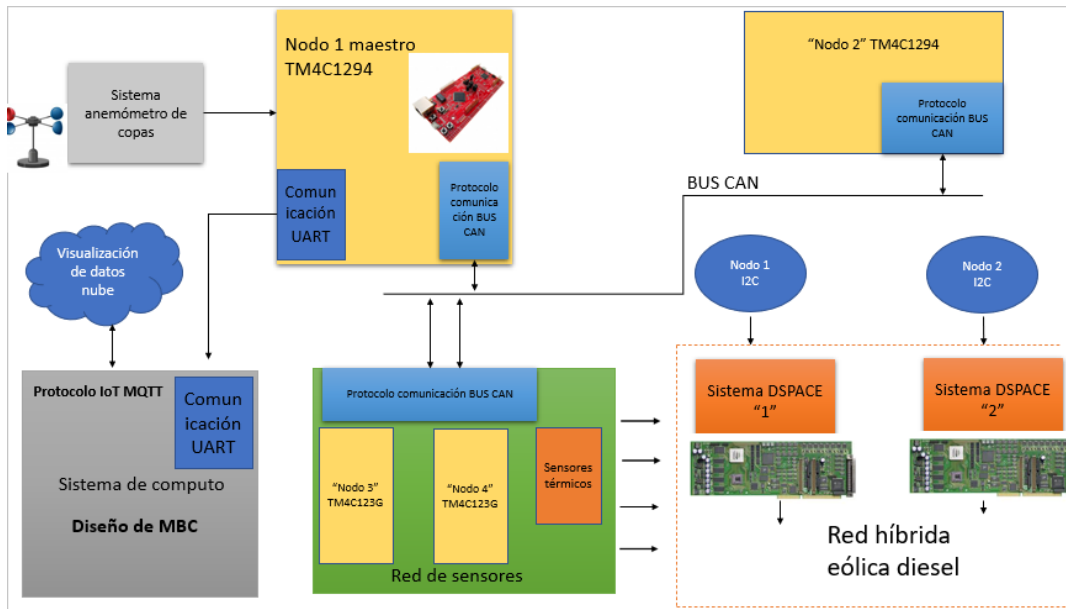 Nodo 1 maestro
TM4C1294
"Nodo 2" TM4C1294
Sistema
anemómetro de
copas
Protocolo
comunicación BUS
CAN
Comun
icación
UART
Protocolo
comunica
ción BUS
CAN
BUS CAN
Visualización
de datos
nube
Nodo 1
I2C
Nodo 2
I2C
Protocolo IoT MQTT
Comun
icación
UART
Sistema de computo
Diseño de MBC
Protocolo comunicación BUS CAN
"Nodo 3"
TM4C123G
"Nodo 4"
TM4C123G
Sensores
térmicos
Red de sensores
Sistema DSPACE
"1"
Sistema DSPACE
"2"
Red híbrida
eólica diesel